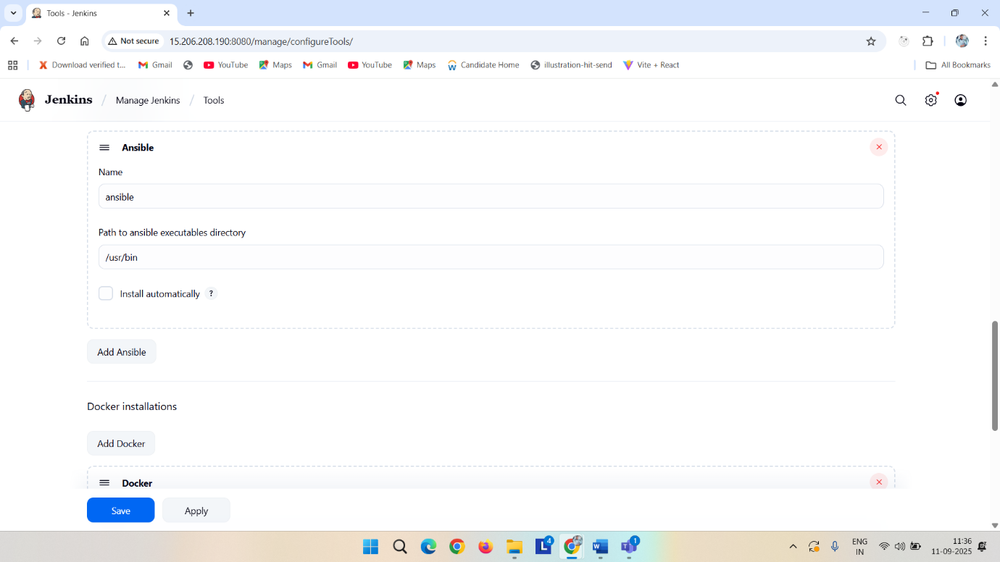 Tools - Jenkins
Not secure 15.206.208.190:8080/manage/configureTools/
Download verified t... Gmail YouTube Maps Gmail YouTube Maps Candidate Home illustration-hit-send Vite + React All Bookmarks
Jenkins / Manage Jenkins / Tools
Ansible
Name
ansible
Path to ansible executables directory
/usr/bin
Install automatically ?
Add Ansible
Docker installations
Add Docker
Docker
Save Apply
L 4 W T 1
ENG
IN
11:36
11-09-2025